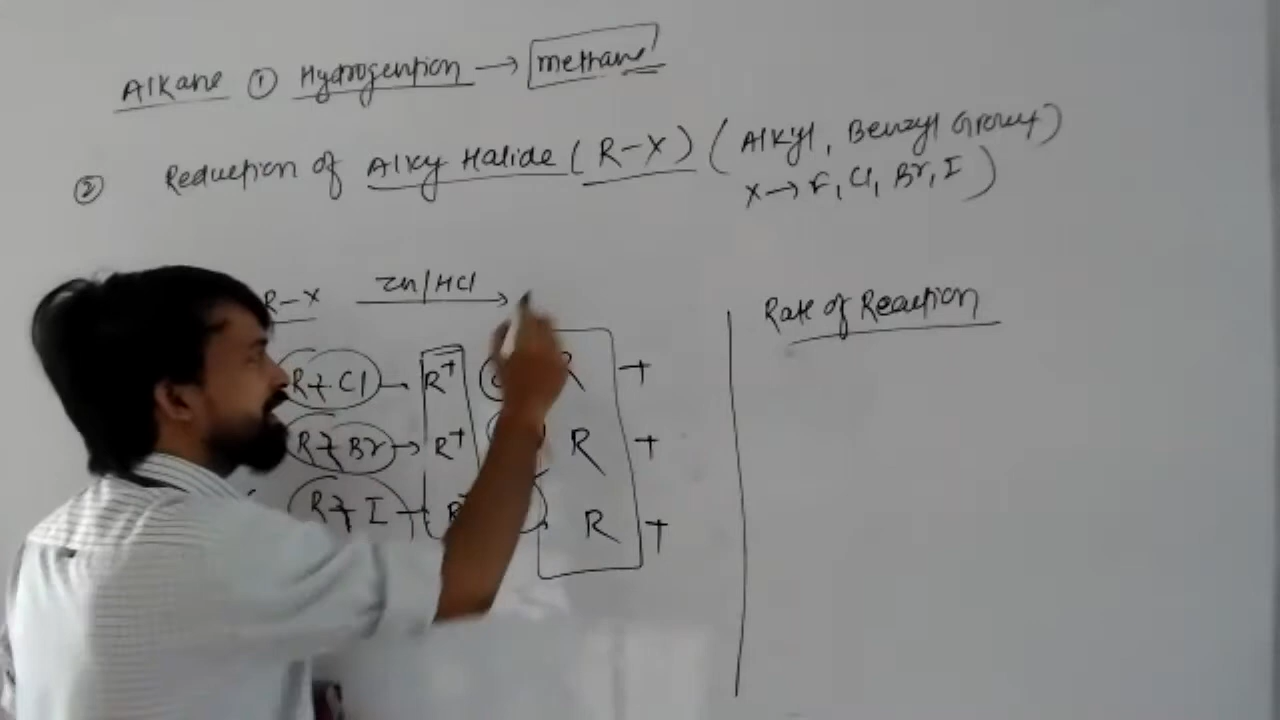 Alkane ① Hydrogention → methane
② Reduction of Alky Halide (R-X) (Alkyl, Benzyl Group)
X → F, Cl, Br, I )
R-X Zn/HCl →
Rate of Reaction
R Cl → R+ R +
R Br → R+ R +
R I → R +